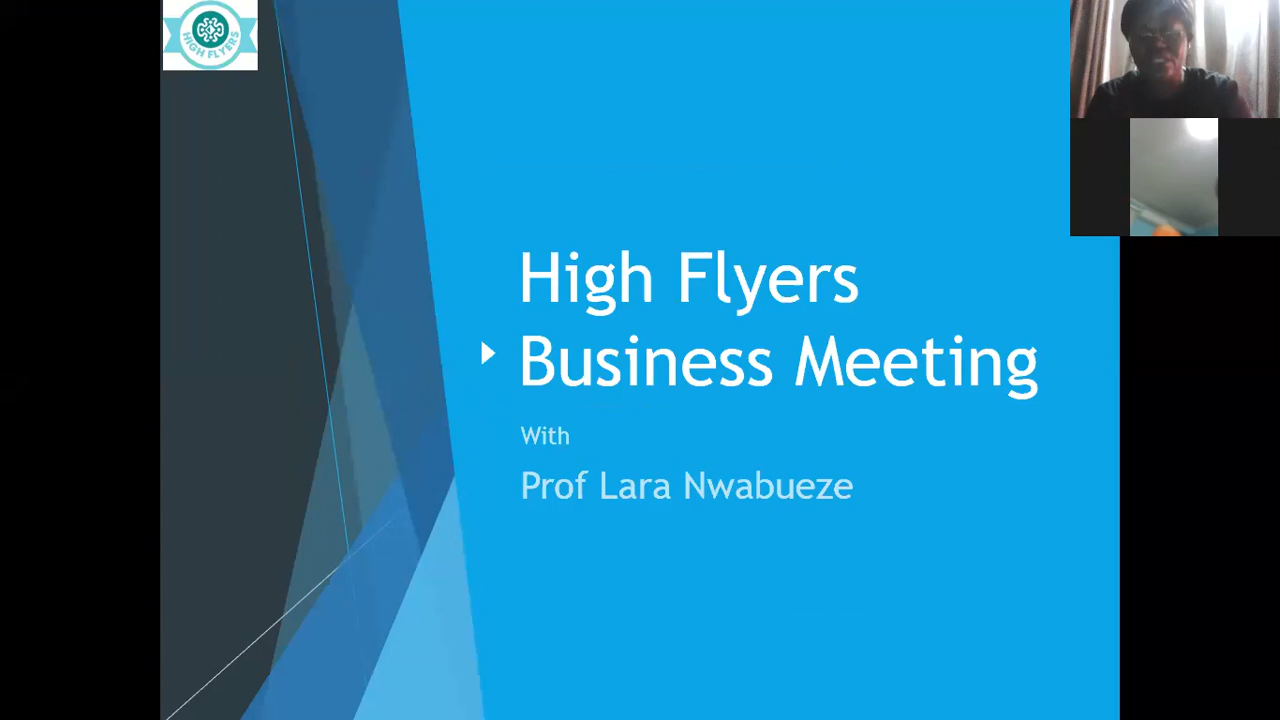 HIGH FLYERS
High Flyers
Business Meeting
With
Prof Lara Nwabueze